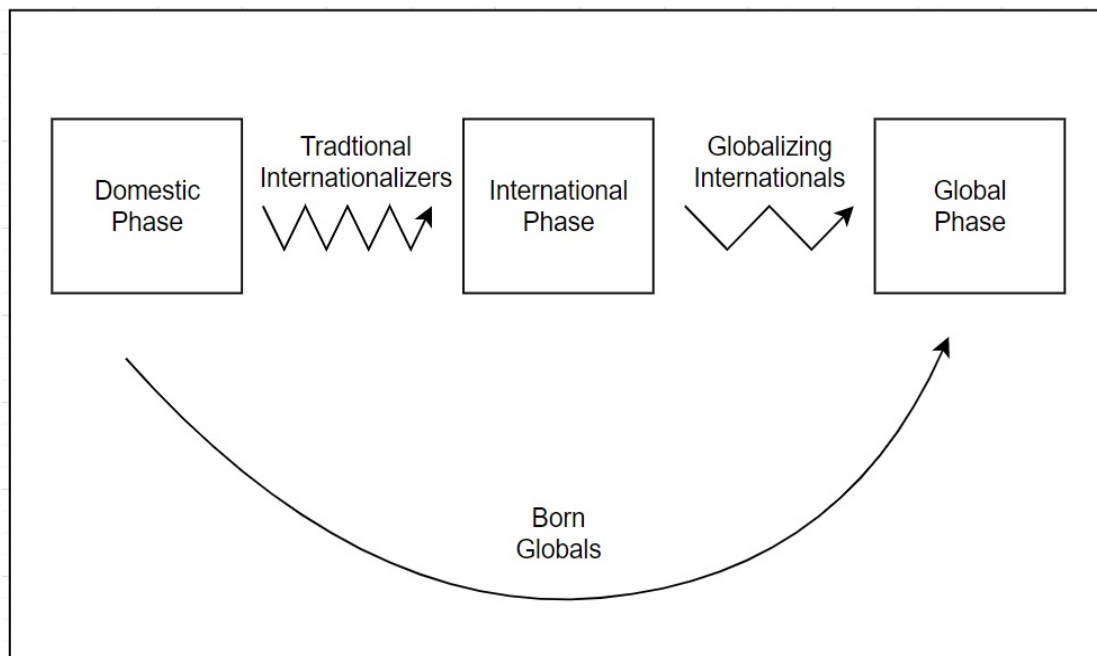 Domestic
Phase
Tradtional
Internationalizers
International
Phase
Globalizing
Internationals
Global
Phase
Born
Globals